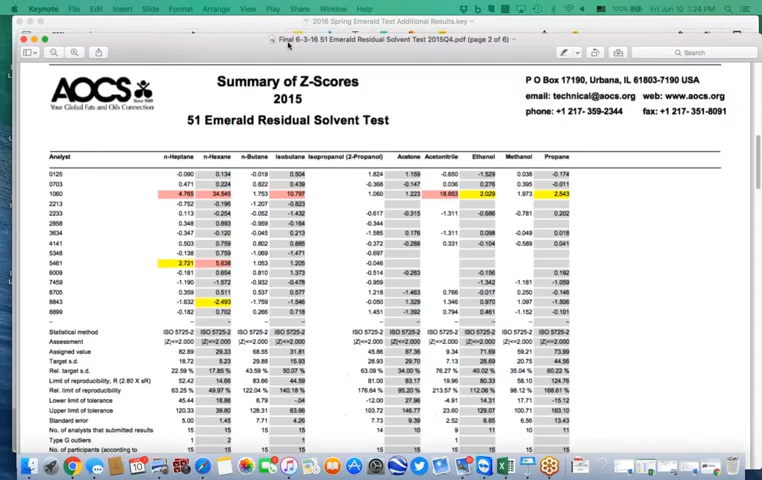 Keynote File Edit Insert Slide Format Arrange View Play Share Window Help 100% Fri Jun 10 1:24 PM
2016 Spring Emerald Test Additional Results.key
Final 6-3-16 51 Emerald Residual Solvent Test 2015Q4.pdf (page 2 of 6)
Search
AOCS
Your Global Fats and Oils Connection
Summary of Z-Scores
2015
51 Emerald Residual Solvent Test
P O Box 17190, Urbana, IL 61803-7190 USA
email: technical@aocs.org web: www.aocs.org
phone: +1 217- 359-2344 fax: +1 217- 351-8091
Analyst n-Heptane n-Hexane n-Butane Isobutane Isopropanol (2-Propanol) Acetone Acetonitrile Ethanol Methanol Propane
0125 -0.090 0.134 -0.019 0.504 1.824 1.159 -0.650 -1.529 0.038 -0.174
0703 0.471 0.224 0.822 0.439 -0.368 -0.147 0.036 0.276 0.395 -0.011
1060 4.765 34.545 1.753 10.797 1.060 1.223 18.853 2.029 1.973 2.543
2213 -0.752 -0.196 -1.207 -0.823
2233 0.113 -0.254 -0.052 -1.432 -0.617 -0.315 -1.311 -0.686 -0.781 0.202
2858 0.348 0.893 -0.959 -0.164 -0.344
3634 -0.347 -0.120 -0.045 0.213 -1.585 0.176 -1.311 0.098 -0.049 0.018
4141 0.503 0.759 0.802 0.885 -0.372 -0.288 0.331 -0.104 -0.589 0.041
5348 -0.138 0.759 -1.069 -1.471 -0.697
5461 2.721 5.638 1.053 1.205 -0.046
6009 -0.181 0.654 0.810 1.373 -0.514 -0.283 -0.156 0.192
7459 -1.190 -1.572 -0.932 -0.478 -0.959 -1.342 -1.181 -1.059
8705 0.359 0.511 0.537 0.577 1.218 -1.463 0.766 -0.017 0.250 -0.146
8843 -1.632 -2.493 -1.759 -1.546 -0.050 1.329 1.346 0.970 1.097 -1.506
8899 -0.182 0.702 0.266 0.718 1.451 -1.392 0.794 0.461 -1.152 -0.101
Statistical method ISO 5725-2 ISO 5725-2 ISO 5725-2 ISO 5725-2 ISO 5725-2 ISO 5725-2 ISO 5725-2 ISO 5725-2 ISO 5725-2 ISO 5725-2
Assessment |Z|<=2.000 |Z|<=2.000 |Z|<=2.000 |Z|<=2.000 |Z|<=2.000 |Z|<=2.000 |Z|<=2.000 |Z|<=2.000 |Z|<=2.000 |Z|<=2.000
Assigned value 82.89 29.33 68.55 31.81 45.86 87.36 9.34 71.69 59.21 73.99
Target s.d. 18.72 5.23 29.88 15.93 28.93 29.70 7.13 28.69 20.75 44.56
Rel. target s.d. 22.59 % 17.85 % 43.59 % 50.07 % 63.09 % 34.00 % 76.27 % 40.02 % 35.04 % 60.22 %
Limit of reproducibility, R (2.80 X sR) 52.42 14.66 83.66 44.59 81.00 83.17 19.96 80.33 58.10 124.76
Rel. limit of reproducibility 63.25 % 49.97 % 122.04 % 140.18 % 176.64 % 95.20 % 213.57 % 112.06 % 98.12 % 168.61 %
Lower limit of tolerance 45.44 18.86 8.79 -.04 -12.00 27.96 -4.91 14.31 17.71 -15.12
Upper limit of tolerance 120.33 39.80 128.31 63.66 103.72 146.77 23.60 129.07 100.71 163.10
Standard error 5.00 1.45 7.71 4.26 7.73 9.39 2.52 8.65 6.56 13.43
No. of analysts that submitted results 15 15 15 15 14 10 9 11 10 11
Type G outliers 1 2 1 1
No. of participants (according to 15 15 15 15